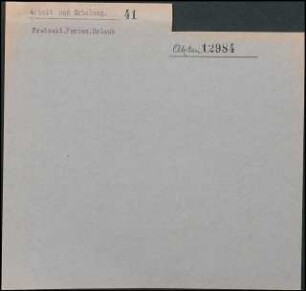 Arbeit und Erholung. 41
Freizeit.Ferien.Urlaub
Akten 12984